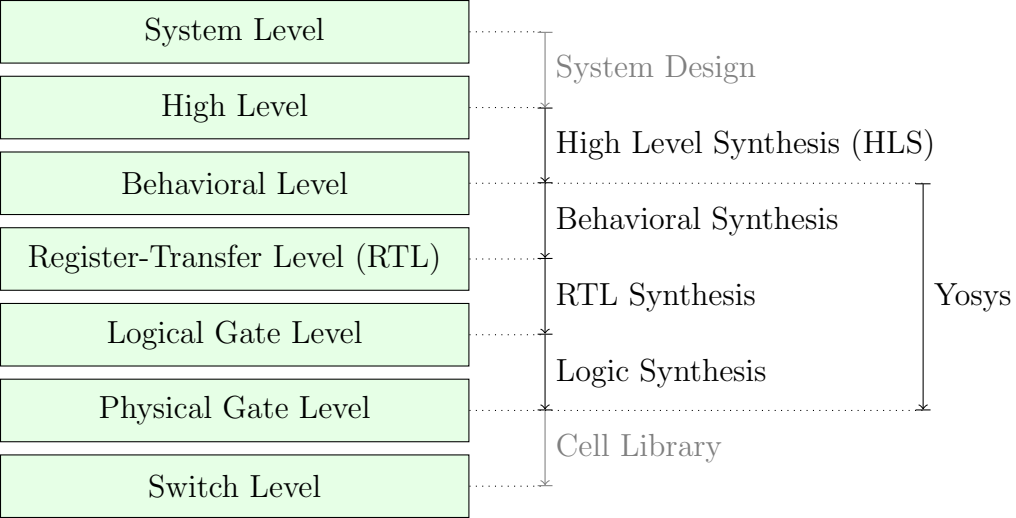 System Level
System Design
High Level
High Level Synthesis (HLS)
Behavioral Level
Behavioral Synthesis
Register-Transfer Level (RTL)
RTL Synthesis
Yosys
Logical Gate Level
Logic Synthesis
Physical Gate Level
Cell Library
Switch Level